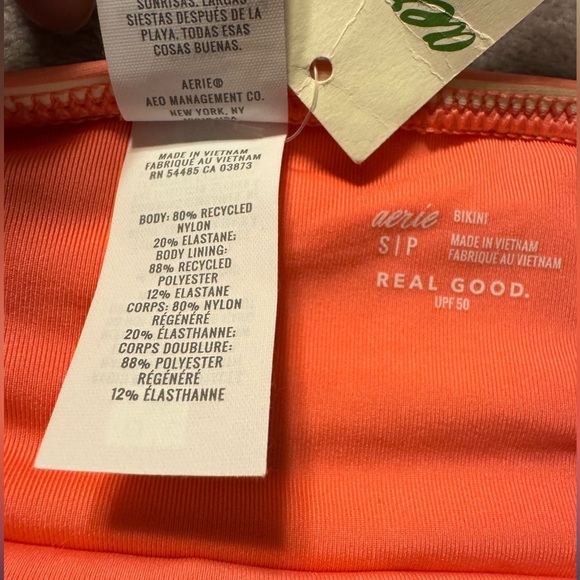 SONRISAS. LARGAS
SIESTAS DESPUÉS DE LA
PLAYA. TODAS ESAS
COSAS BUENAS.
AERIE®
AEO MANAGEMENT CO.
NEW YORK, NY
MADE IN VIETNAM
FABRIQUÉ AU VIETNAM
RN 54485 CA 03873
BODY: 80% RECYCLED
NYLON
20% ELASTANE;
BODY LINING:
88% RECYCLED
POLYESTER
12% ELASTANE
CORPS: 80% NYLON
RÉGÉNÉRÉ
20% ÉLASTHANNE;
CORPS DOUBLURE:
88% POLYESTER
RÉGÉNÉRÉ
12% ÉLASTHANNE
aerie BIKINI
S|P MADE IN VIETNAM
FABRIQUÉ AU VIETNAM
REAL GOOD.
UPF 50